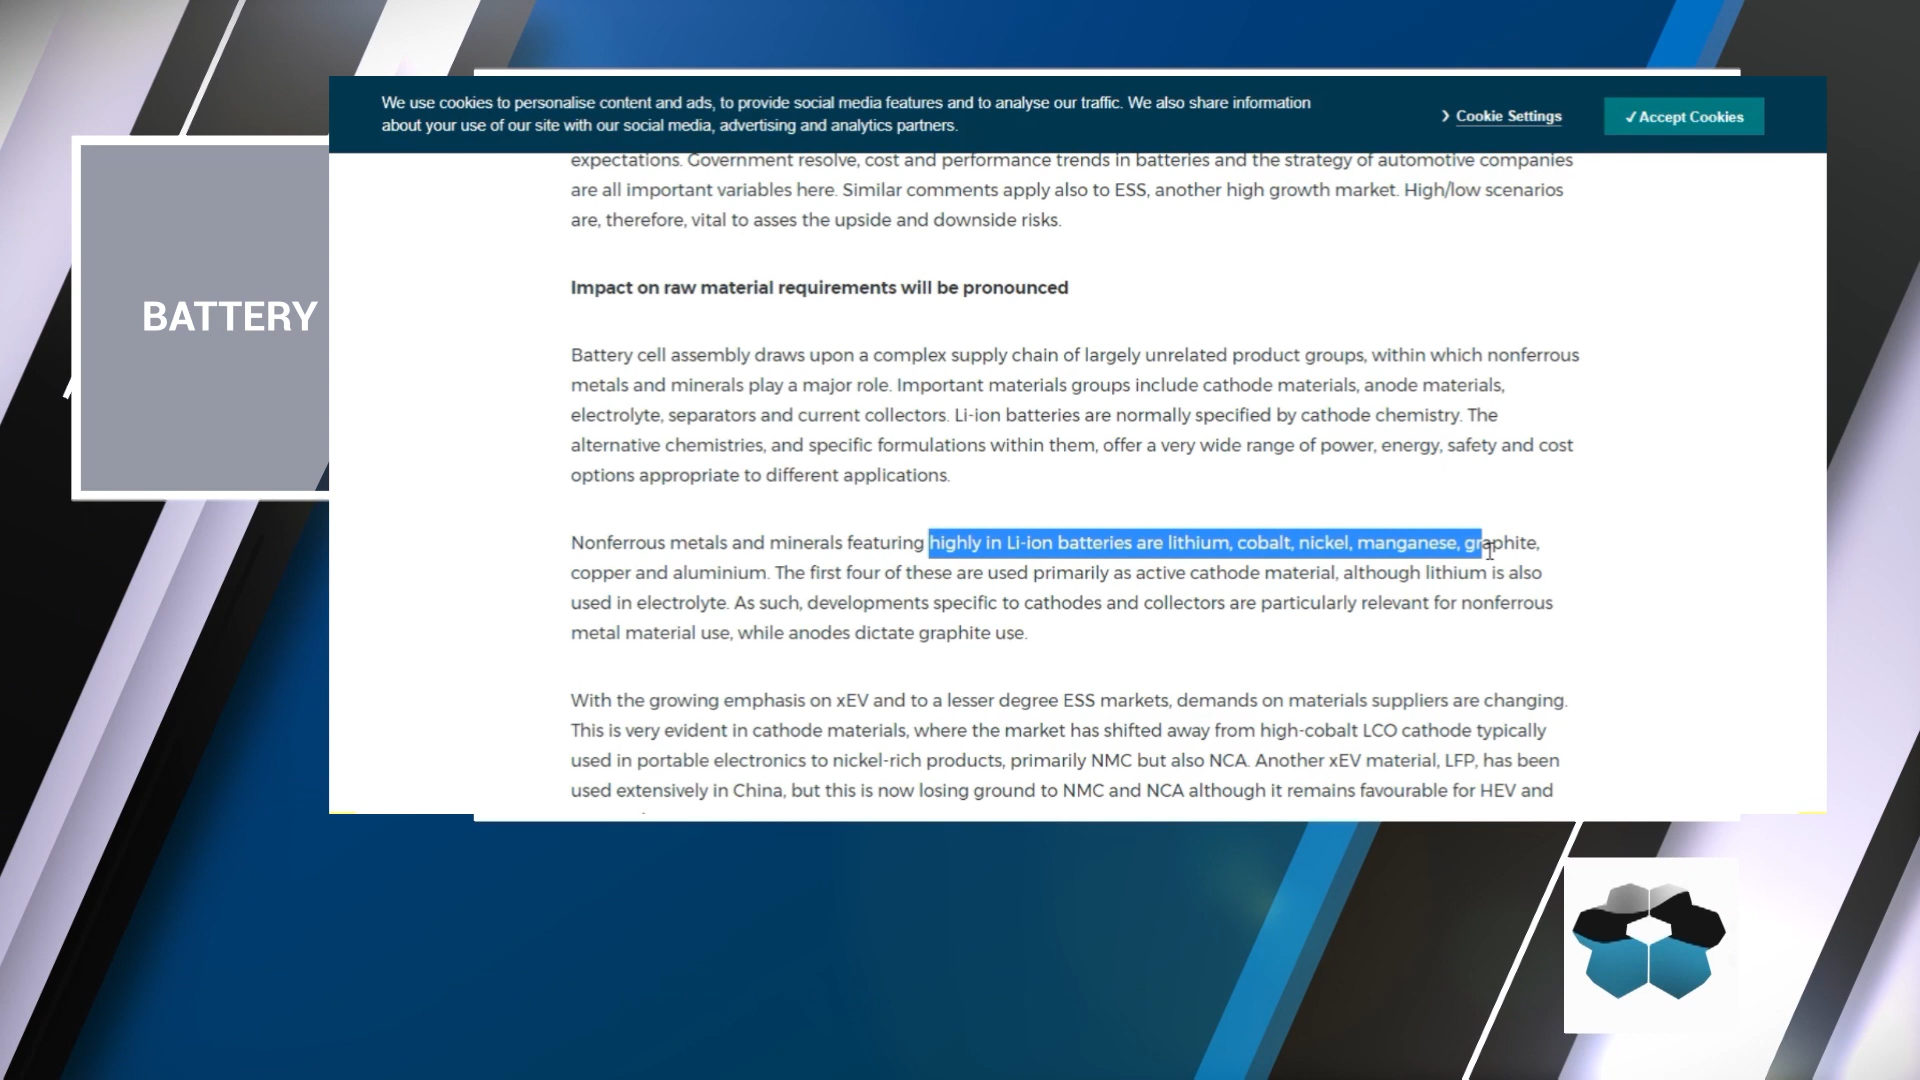 We use cookies to personalise content and ads, to provide social media features and to analyse our traffic. We also share information
about your use of our site with our social media, advertising and analytics partners.
Cookie Settings
✓Accept Cookies
expectations. Government resolve, cost and performance trends in batteries and the strategy of automotive companies
are all important variables here. Similar comments apply also to ESS, another high growth market. High/low scenarios
are, therefore, vital to asses the upside and downside risks.
BATTERY
Impact on raw material requirements will be pronounced
Battery cell assembly draws upon a complex supply chain of largely unrelated product groups, within which nonferrous
metals and minerals play a major role. Important materials groups include cathode materials, anode materials,
electrolyte, separators and current collectors. Li-ion batteries are normally specified by cathode chemistry. The
alternative chemistries, and specific formulations within them, offer a very wide range of power, energy, safety and cost
options appropriate to different applications.
Nonferrous metals and minerals featuring highly in Li-ion batteries are lithium, cobalt, nickel, manganese, graphite,
copper and aluminium. The first four of these are used primarily as active cathode material, although lithium is also
used in electrolyte. As such, developments specific to cathodes and collectors are particularly relevant for nonferrous
metal material use, while anodes dictate graphite use.
With the growing emphasis on xEV and to a lesser degree ESS markets, demands on materials suppliers are changing.
This is very evident in cathode materials, where the market has shifted away from high-cobalt LCO cathode typically
used in portable electronics to nickel-rich products, primarily NMC but also NCA. Another xEV material, LFP, has been
used extensively in China, but this is now losing ground to NMC and NCA although it remains favourable for HEV and